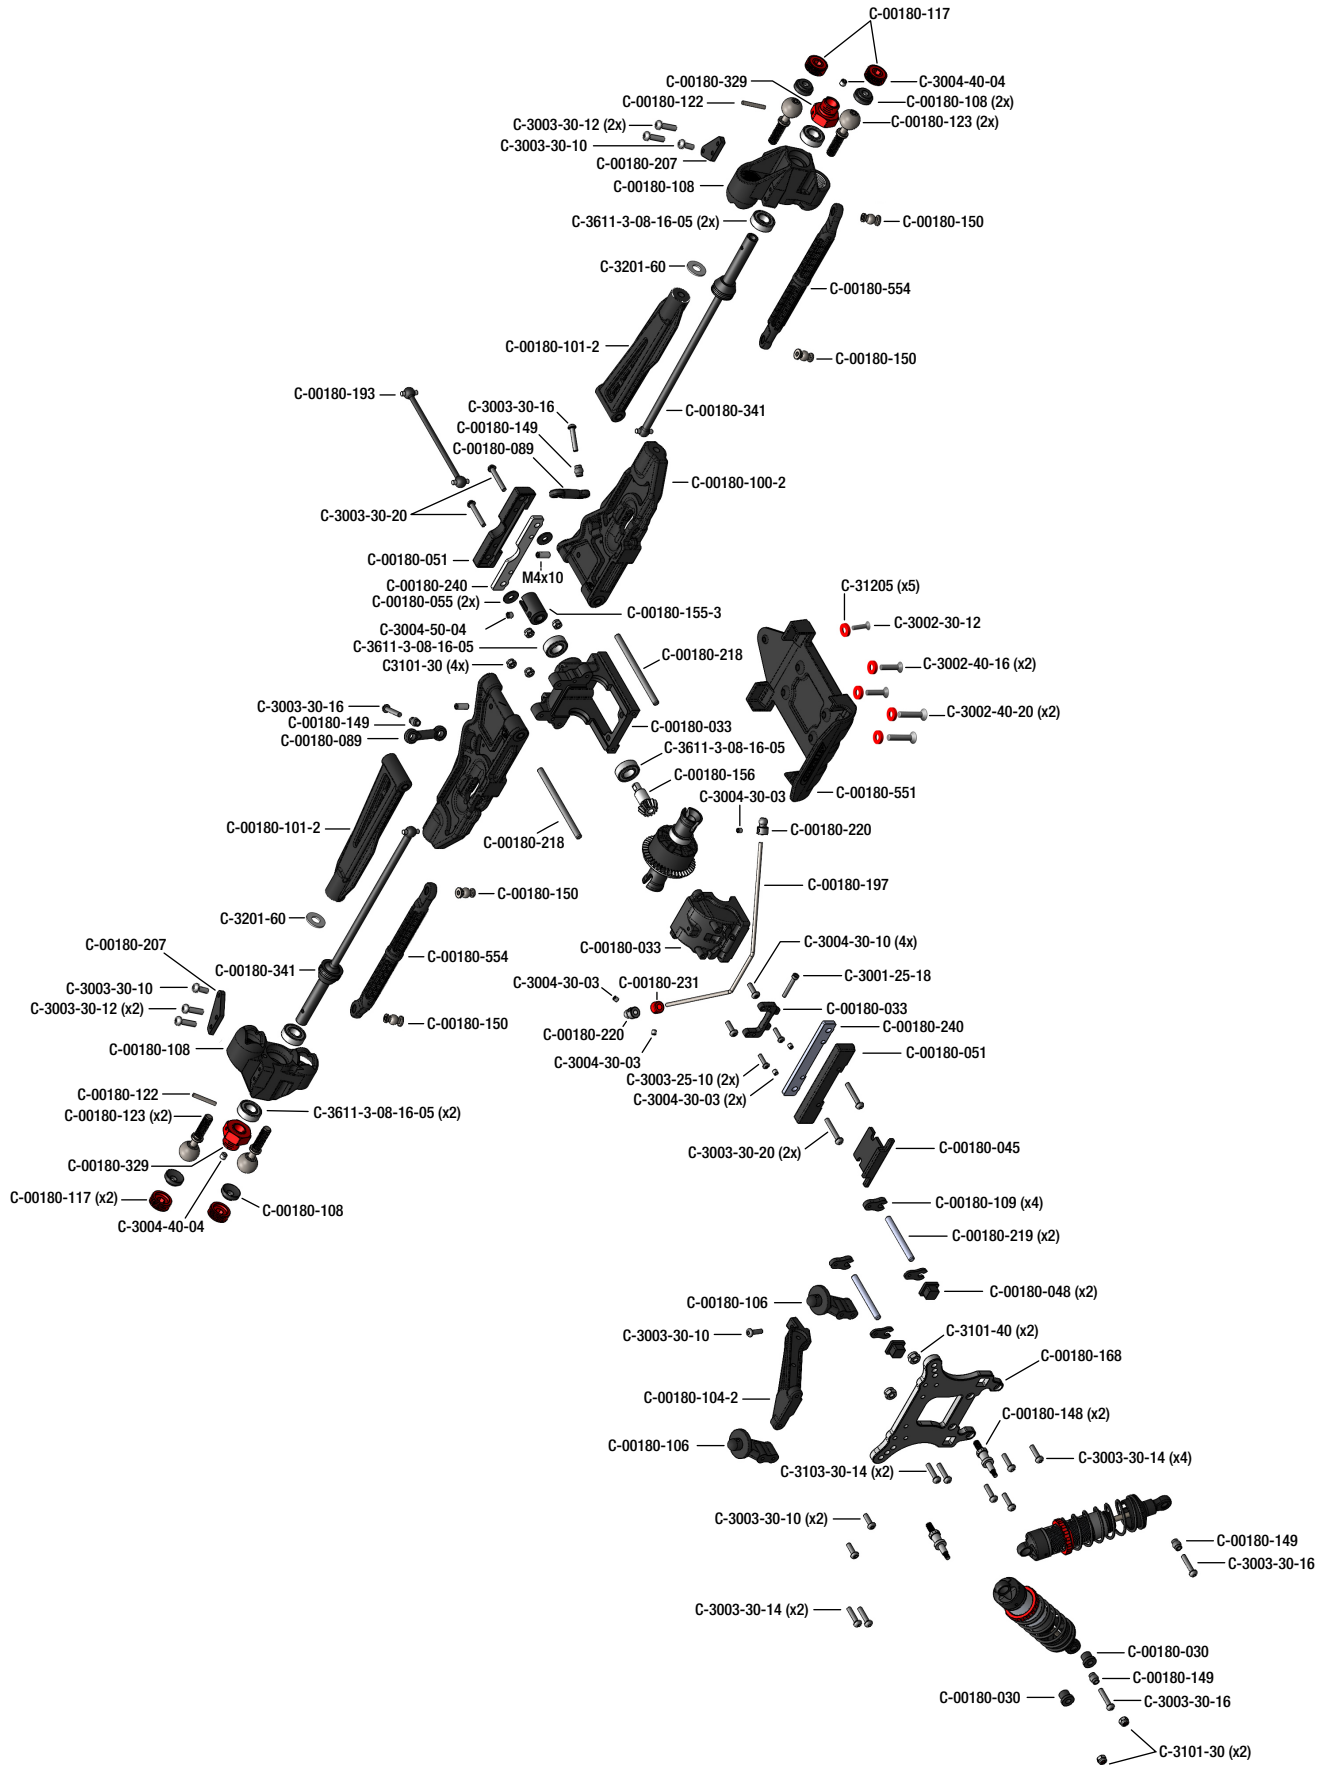 C-00180-117
C-00180-329
C-3004-40-04
C-00180-122
C-00180-108 (2x)
C-3003-30-12 (2x)
C-00180-123 (2x)
C-3003-30-10
C-00180-207
C-00180-108
C-3611-3-08-16-05 (2x)
C-00180-150
C-3201-60
C-00180-554
C-00180-101-2
C-00180-150
C-00180-193
C-3003-30-16
C-00180-341
C-00180-149
C-00180-089
C-00180-100-2
C-3003-30-20
C-00180-051
M4x10
C-00180-240
C-31205 (x5)
C-00180-055 (2x)
C-00180-155-3
C-3002-30-12
C-3004-50-04
C-3611-3-08-16-05
C-00180-218
C3101-30 (4x)
C-3002-40-16 (x2)
C-3003-30-16
C-00180-149
C-00180-089
C-3002-40-20 (x2)
C-00180-033
C-3611-3-08-16-05
C-00180-156
C-3004-30-03
C-00180-551
C-00180-101-2
C-00180-220
C-00180-218
C-00180-197
C-00180-150
C-3201-60
C-00180-207
C-00180-554
C-00180-033
C-3004-30-10 (4x)
C-00180-341
C-3004-30-03
C-00180-231
C-3001-25-18
C-3003-30-10
C-3003-30-12 (x2)
C-00180-033
C-00180-150
C-00180-220
C-00180-240
C-00180-108
C-3004-30-03
C-00180-051
C-3003-25-10 (2x)
C-3004-30-03 (2x)
C-00180-122
C-00180-123 (x2)
C-3611-3-08-16-05 (x2)
C-3003-30-20 (2x)
C-00180-045
C-00180-329
C-00180-117 (x2)
C-00180-108
C-3004-40-04
C-00180-109 (x4)
C-00180-219 (x2)
C-00180-048 (x2)
C-00180-106
C-3003-30-10
C-3101-40 (x2)
C-00180-168
C-00180-104-2
C-00180-148 (x2)
C-00180-106
C-3103-30-14 (x2)
C-3003-30-14 (x4)
C-3003-30-10 (x2)
C-00180-149
C-3003-30-16
C-3003-30-14 (x2)
C-00180-030
C-00180-149
C-00180-030
C-3003-30-16
C-3101-30 (x2)